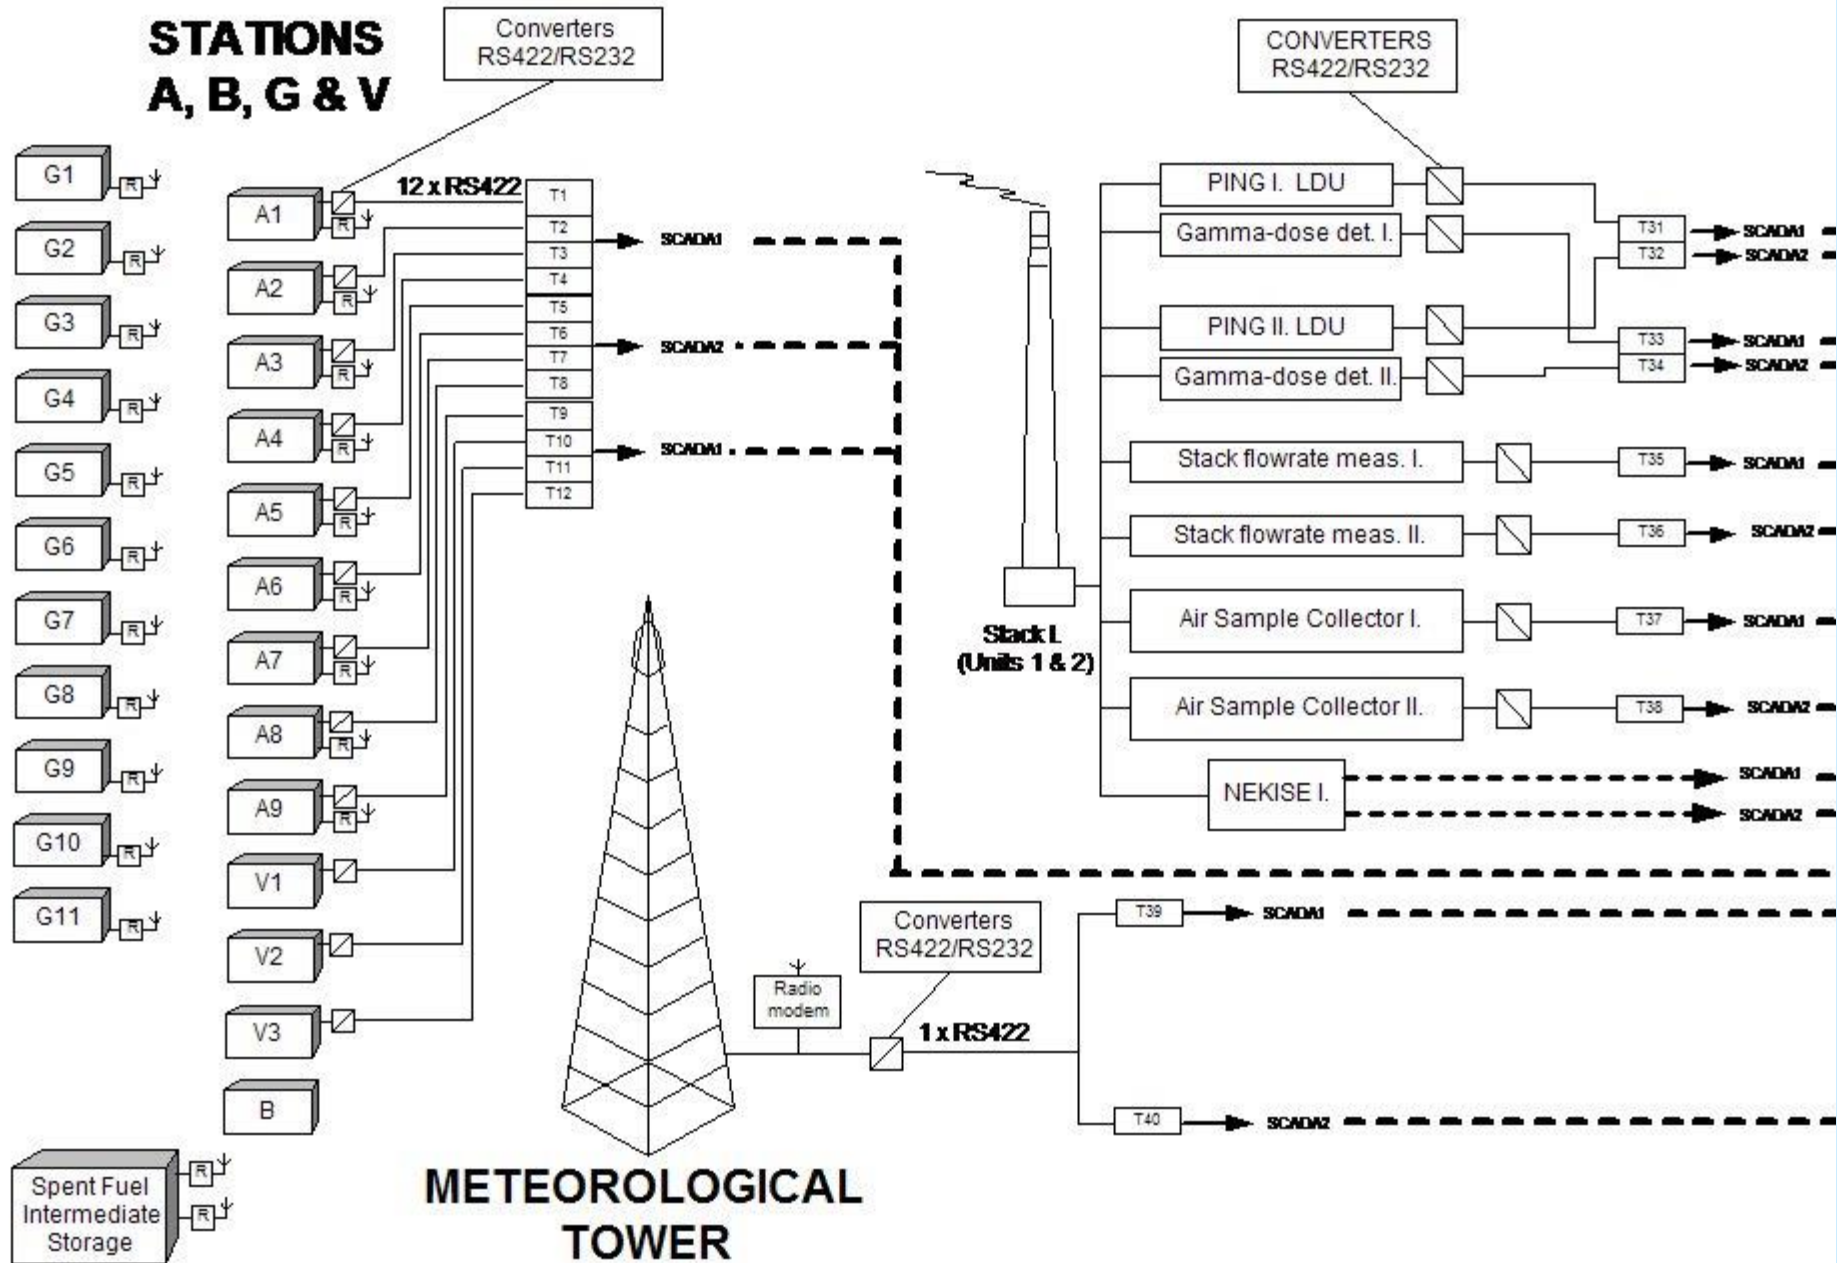 STATIONS
A, B, G & V
Converters
RS422/RS232
CONVERTERS
RS422/RS232
G1
R
G2
R
G3
R
G4
R
G5
R
G6
R
G7
R
G8
R
G9
R
G10
R
G11
R
A1
R
A2
R
A3
R
A4
R
A5
R
A6
R
A7
R
A8
R
A9
R
V1
V2
V3
B
Spent Fuel
Intermediate
Storage
R
R
12 x RS422
T1
T2
T3
T4
T5
T6
T7
T8
T9
T10
T11
T12
SCADA1
SCADA2
SCADA1
METEOROLOGICAL
TOWER
Radio
modem
Converters
RS422/RS232
1 x RS422
T39
SCADA1
T40
SCADA2
Stack I.
(Units 1 & 2)
PING I. LDU
Gamma-dose det. I.
PING II. LDU
Gamma-dose det. II.
Stack flowrate meas. I.
Stack flowrate meas. II.
Air Sample Collector I.
Air Sample Collector II.
NEKISE I.
T31
SCADA1
T32
SCADA2
T33
SCADA1
T34
SCADA2
T35
SCADA1
T36
SCADA2
T37
SCADA1
T38
SCADA2
SCADA1
SCADA2